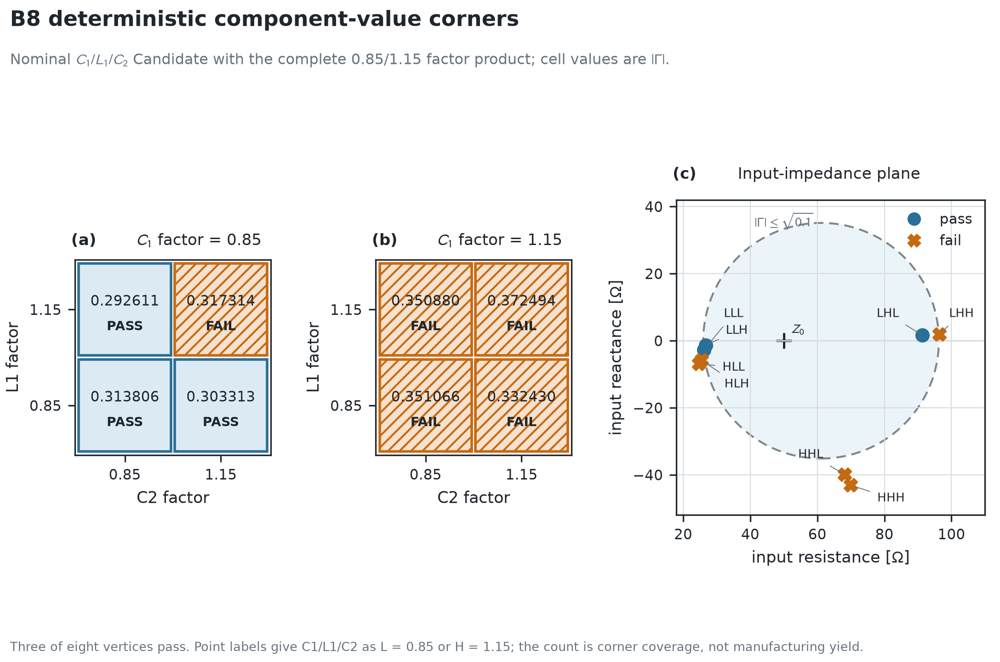 B8 deterministic component-value corners
Nominal C₁/L₁/C₂ Candidate with the complete 0.85/1.15 factor product; cell values are |Γ|.
(a) C₁ factor = 0.85
L1 factor
1.15
0.85
0.292611
PASS
0.317314
FAIL
0.313806
PASS
0.303313
PASS
0.85
1.15
C2 factor
(b) C₁ factor = 1.15
L1 factor
1.15
0.85
0.350880
FAIL
0.372494
FAIL
0.351066
FAIL
0.332430
FAIL
0.85
1.15
C2 factor
(c) Input-impedance plane
input reactance [Ω]
40
20
0
−20
−40
|Γ| ≤ √0.1
pass
fail
LLL
LLH
Z₀
LHL
LHH
HLL
HLH
HHL
HHH
20
40
60
80
100
input resistance [Ω]
Three of eight vertices pass. Point labels give C1/L1/C2 as L = 0.85 or H = 1.15; the count is corner coverage, not manufacturing yield.